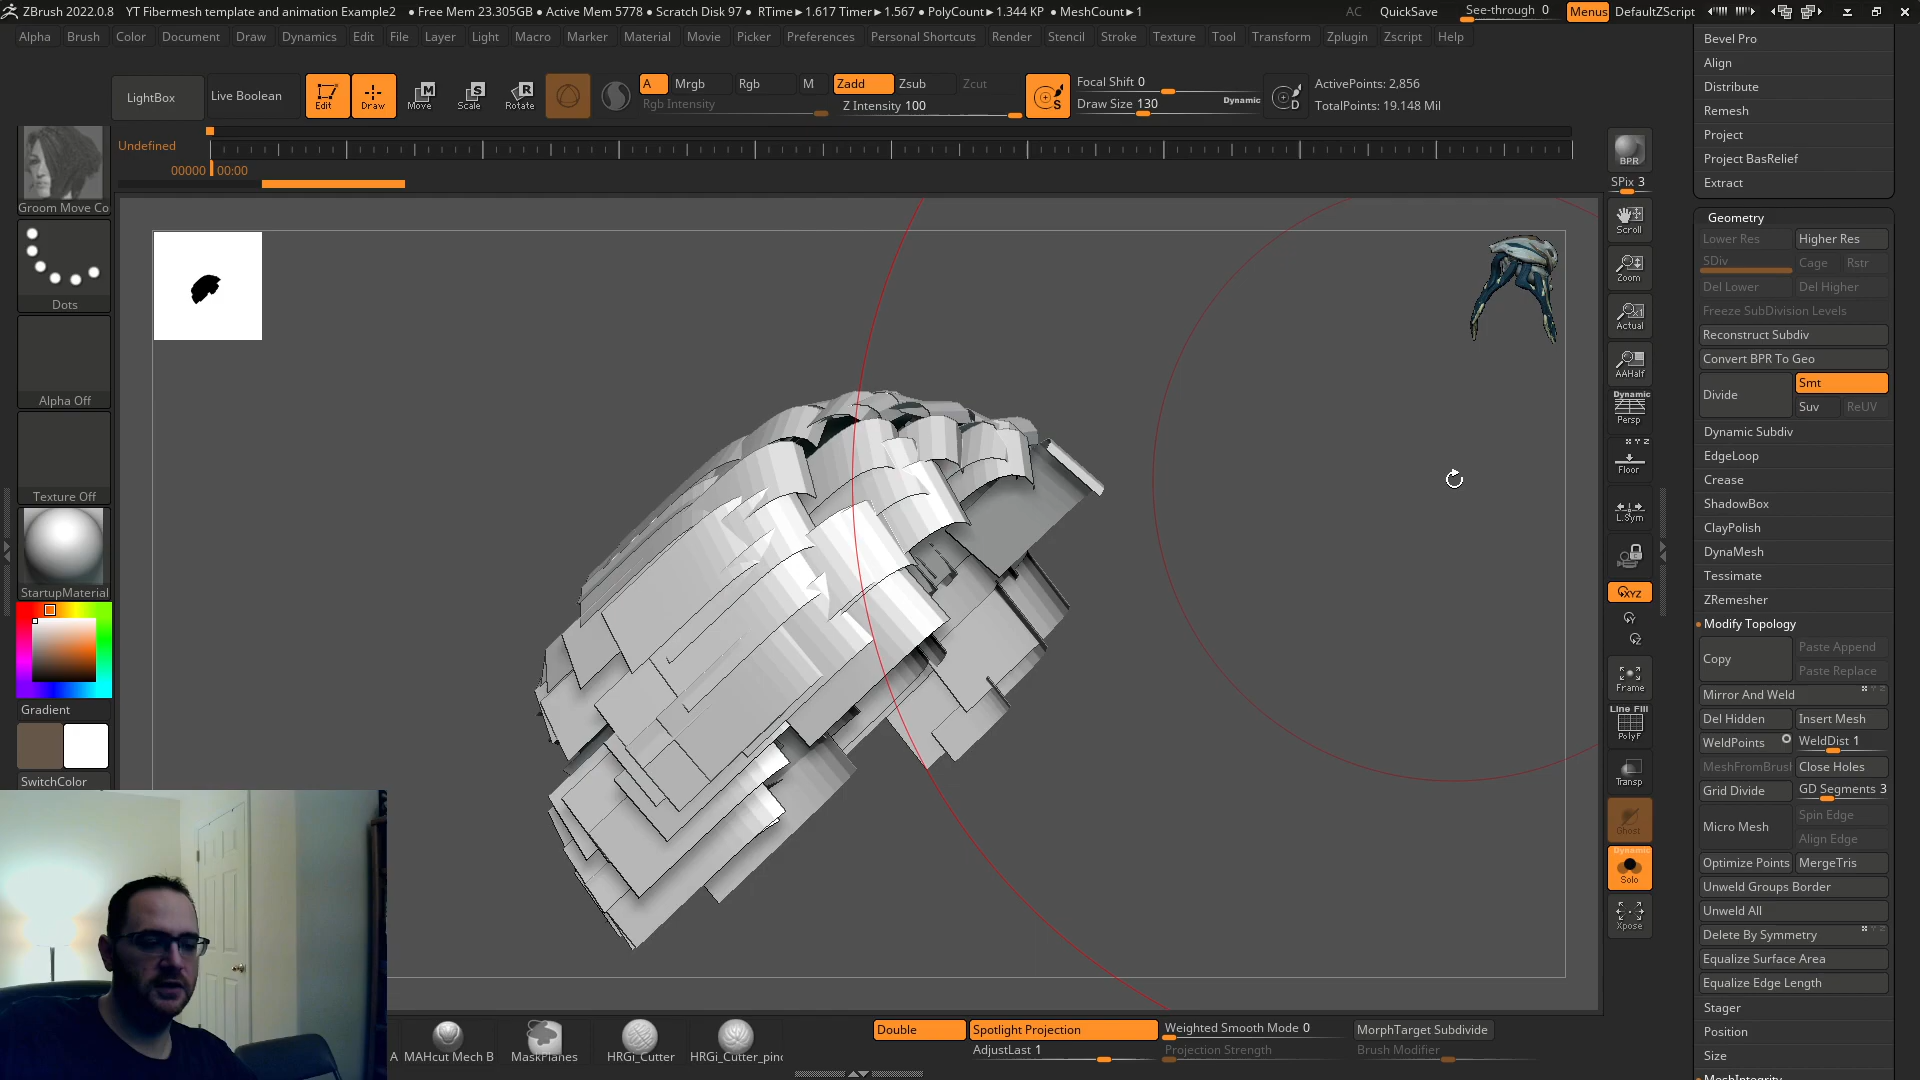 ZBrush 2022.0.8 YT Fibermesh template and animation Example2 • Free Mem 23.305GB • Active Mem 5778 • Scratch Disk 97 • RTime►1.617 Timer►1.567 • PolyCount►1.344 KP • MeshCount►1 AC QuickSave See-through 0 Menus DefaultZScript
Alpha Brush Color Document Draw Dynamics Edit File Layer Light Macro Marker Material Movie Picker Preferences Personal Shortcuts Render Stencil Stroke Texture Tool Transform Zplugin Zscript Help
LightBox
Live Boolean
Edit
Draw
Move
Scale
Rotate
A Mrgb Rgb M Zadd Zsub Zcut
Rgb Intensity Z Intensity 100
S
Focal Shift 0
Draw Size 130 Dynamic
D
ActivePoints: 2,856
TotalPoints: 19.148 Mil
Undefined
00000 00:00
Groom Move Co
Dots
Alpha Off
Texture Off
StartupMaterial
Gradient
SwitchColor
BPR
SPix 3
Scroll
Zoom
Actual
AAHalf
Dynamic
Persp
Floor
L.Sym
XYZ
Frame
Line Fill
PolyF
Transp
Ghost
Dynamic
Solo
Xpose
Bevel Pro
Align
Distribute
Remesh
Project
Project BasRelief
Extract
Geometry
Lower Res Higher Res
SDiv Cage Rstr
Del Lower Del Higher
Freeze SubDivision Levels
Reconstruct Subdiv
Convert BPR To Geo
Divide Smt
Suv ReUV
Dynamic Subdiv
EdgeLoop
Crease
ShadowBox
ClayPolish
DynaMesh
Tessimate
ZRemesher
Modify Topology
Copy Paste Append
Paste Replace
Mirror And Weld
Del Hidden Insert Mesh
WeldPoints WeldDist 1
MeshFromBrus Close Holes
Grid Divide GD Segments 3
Micro Mesh Spin Edge
Align Edge
Optimize Points MergeTris
Unweld Groups Border
Unweld All
Delete By Symmetry
Equalize Surface Area
Equalize Edge Length
Stager
Position
Size
MeshIntegrity
A MAHcut Mech B MaskPlanes HRGi_Cutter HRGi_Cutter_pinc
Double Spotlight Projection Weighted Smooth Mode 0 MorphTarget Subdivide
AdjustLast 1 Projection Strength Brush Modifier